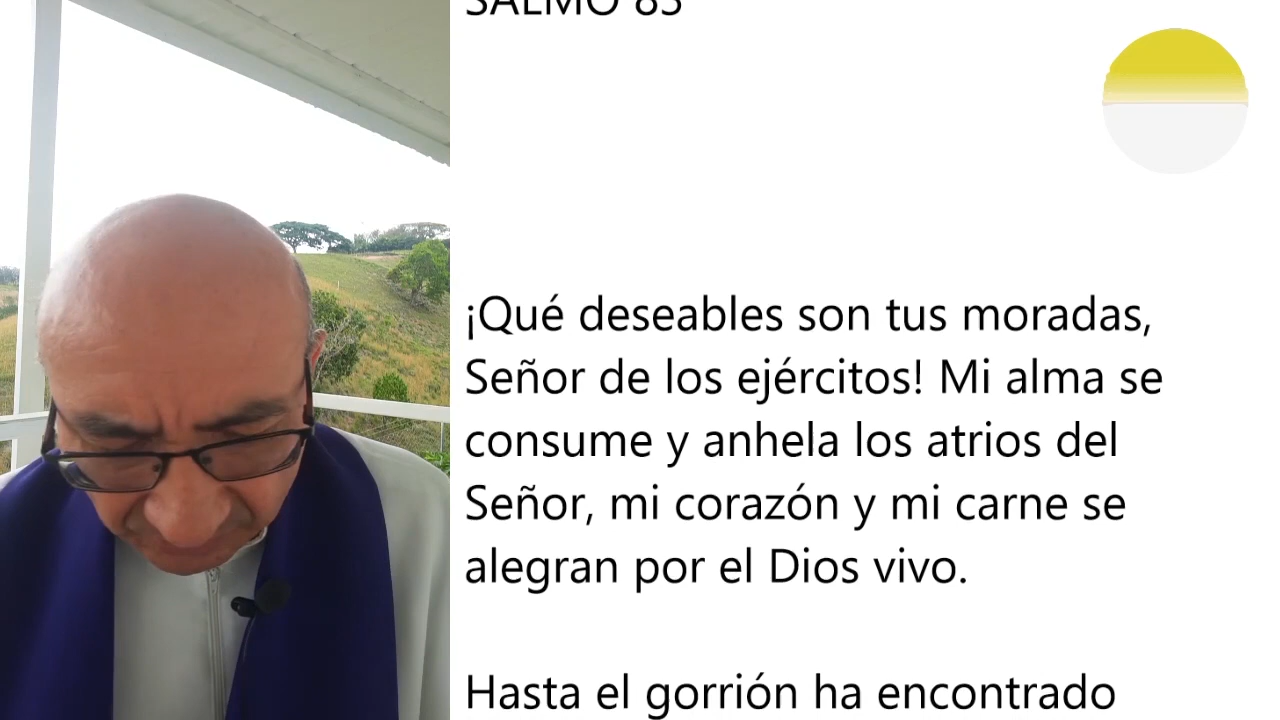 SALMO 83
¡Qué deseables son tus moradas,
Señor de los ejércitos! Mi alma se
consume y anhela los atrios del
Señor, mi corazón y mi carne se
alegran por el Dios vivo.
Hasta el gorrión ha encontrado